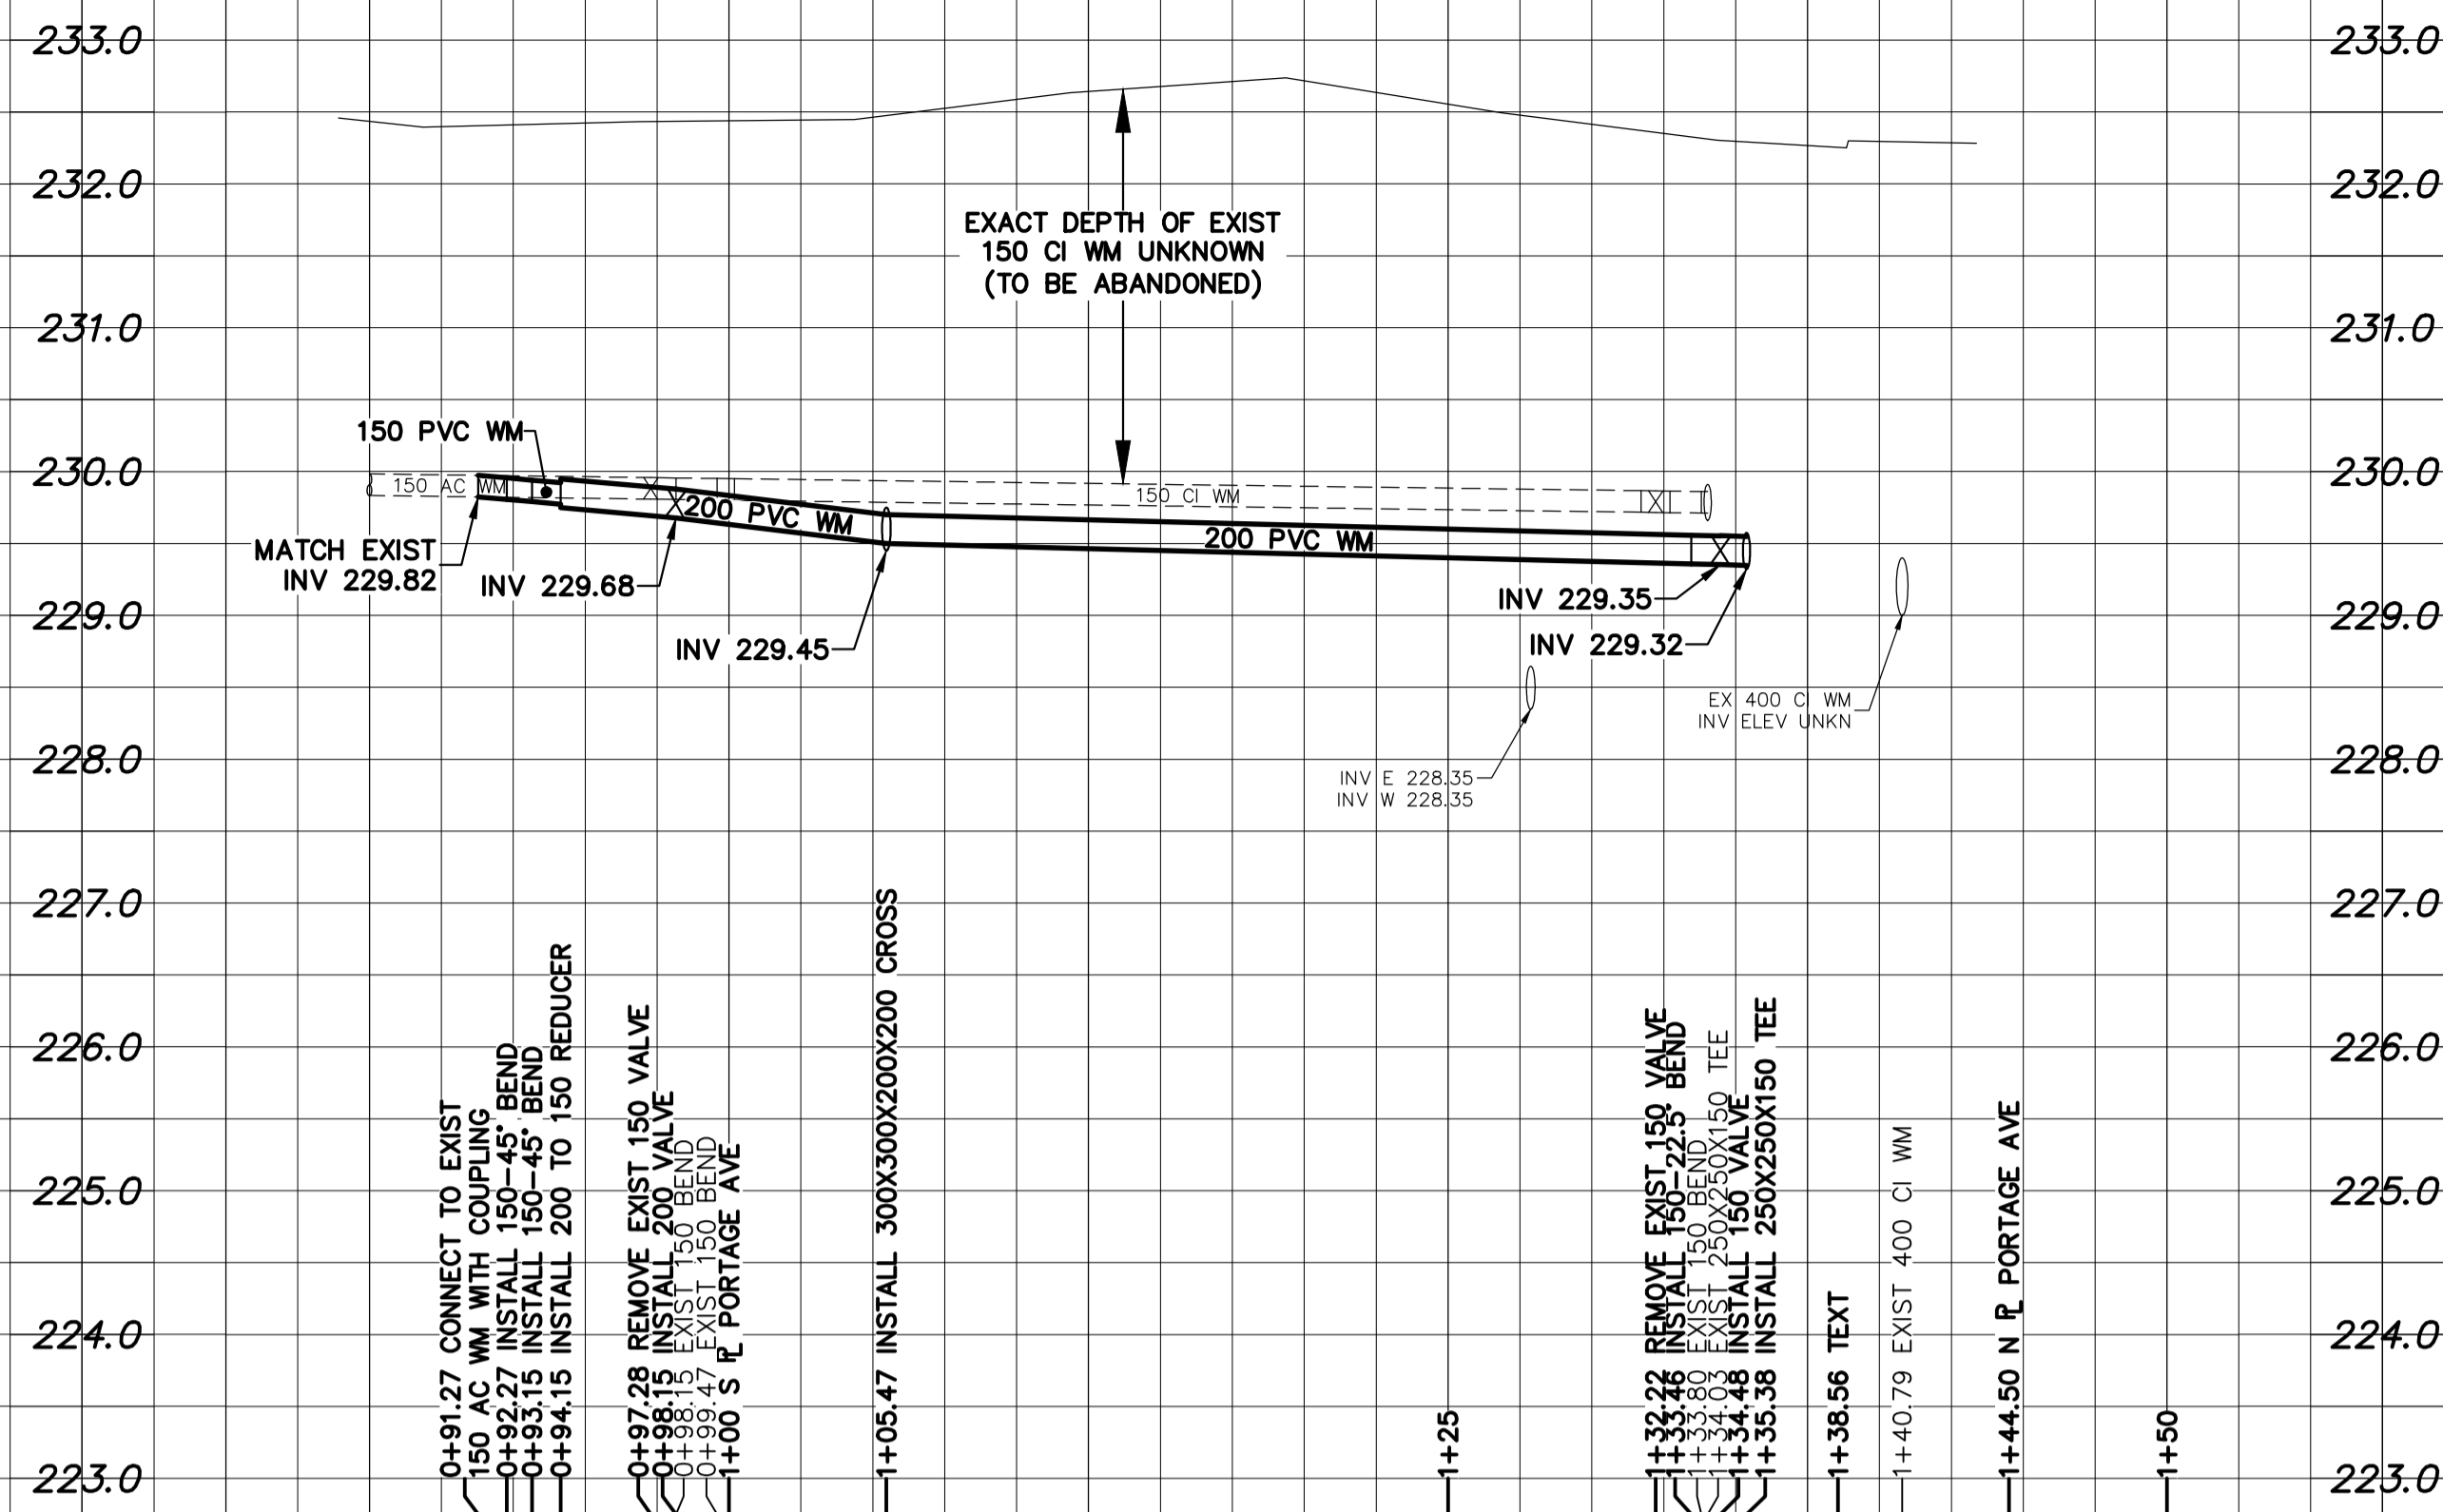 233.0
233.0
232.0
232.0
EXACT DEPTH OF EXIST
150 CI WM UNKNOWN
(TO BE ABANDONED)
231.0
231.0
150 PVC WM
230.0
230.0
150 AC WM
150 CI WM
200 PVC WM
200 PVC WM
MATCH EXIST
INV 229.82
INV 229.68
INV 229.45
INV 229.35
INV 229.32
229.0
229.0
EX 400 CI WM
INV ELEV UNKN
INV E 228.35
INV W 228.35
228.0
228.0
227.0
227.0
226.0
226.0
225.0
225.0
224.0
224.0
223.0
223.0
0+91.27 CONNECT TO EXIST
150 AC WM WITH COUPLING
0+92.27 INSTALL 150-45° BEND
0+93.15 INSTALL 150-45° BEND
0+94.15 INSTALL 200 TO 150 REDUCER
0+97.28 REMOVE EXIST 150 VALVE
0+98.15 INSTALL 200 VALVE
0+98.15 EXIST 150 BEND
0+99.47 EXIST 150 BEND
1+00 S PL PORTAGE AVE
1+05.47 INSTALL 300X300X200X200 CROSS
1+25
1+32.22 REMOVE EXIST 150 VALVE
1+33.46 INSTALL 150-22.5° BEND
1+33.80 EXIST 150 BEND
1+34.03 EXIST 250X250X150 TEE
1+34.48 INSTALL 150 VALVE
1+35.38 INSTALL 250X250X150 TEE
1+38.56 TEXT
1+40.79 EXIST 400 CI WM
1+44.50 N PL PORTAGE AVE
1+50